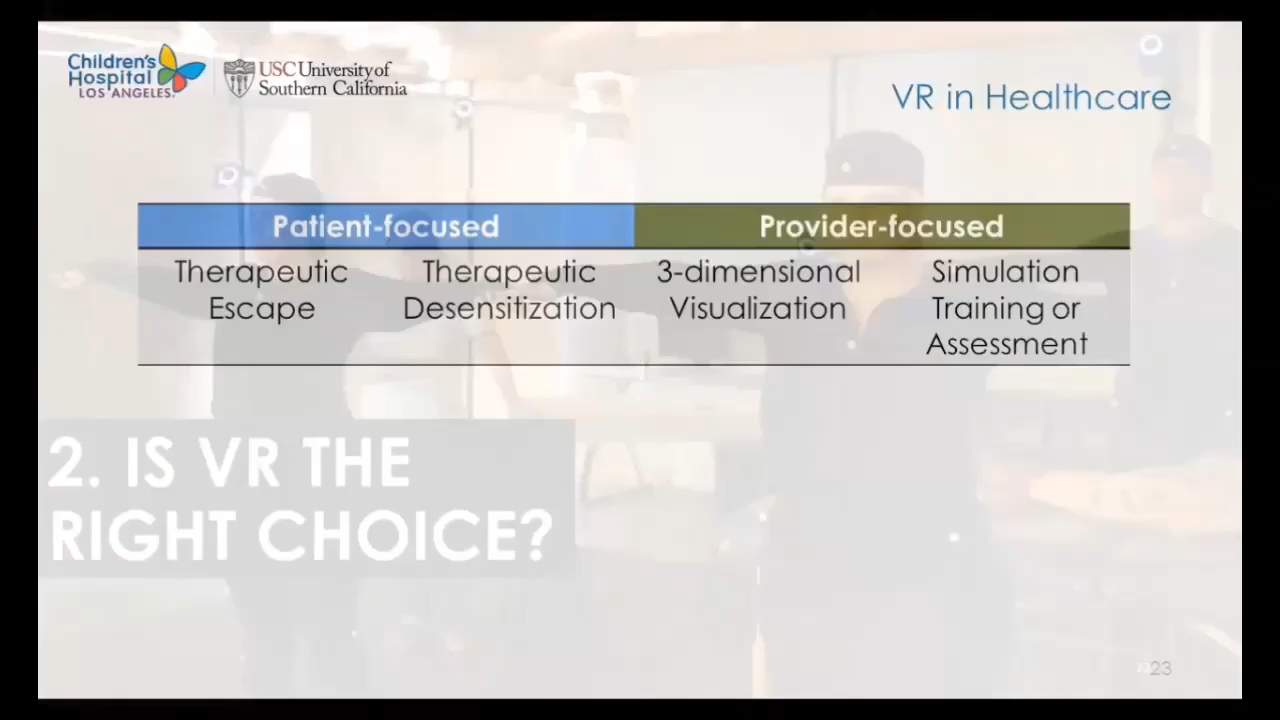 Children's
Hospital
LOS ANGELES
USC University of
Southern California
VR in Healthcare
Patient-focused Provider-focused
Therapeutic Therapeutic 3-dimensional Simulation
Escape Desensitization Visualization Training or
Assessment
2. IS VR THE
RIGHT CHOICE?
23